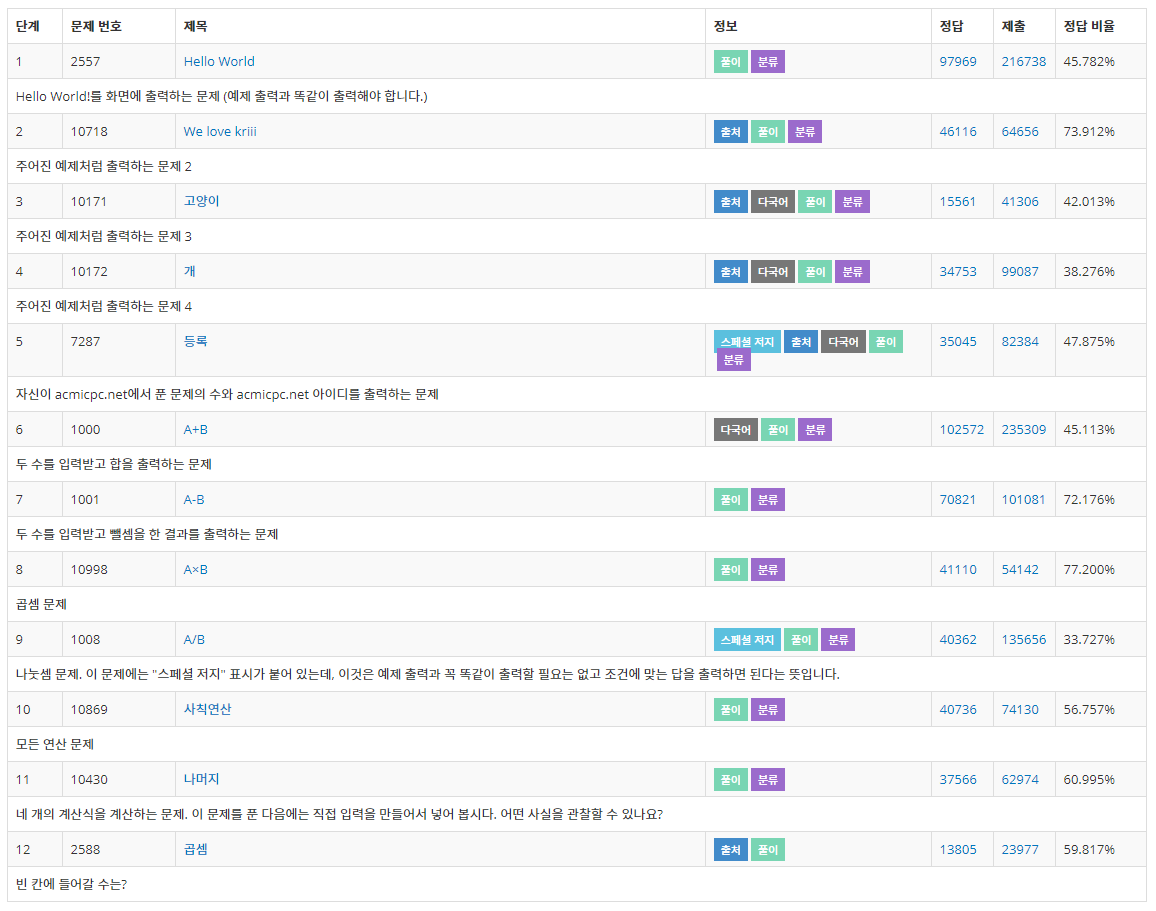 단계 문제 번호 제목 정보 정답 제출 정답 비율
1 2557 Hello World 풀이 분류 97969 216738 45.782%
Hello World!를 화면에 출력하는 문제 (예제 출력과 똑같이 출력해야 합니다.)
2 10718 We love kriii 출처 풀이 분류 46116 64656 73.912%
주어진 예제처럼 출력하는 문제 2
3 10171 고양이 출처 다국어 풀이 분류 15561 41306 42.013%
주어진 예제처럼 출력하는 문제 3
4 10172 개 출처 다국어 풀이 분류 34753 99087 38.276%
주어진 예제처럼 출력하는 문제 4
5 7287 등록 스페셜 저지 출처 다국어 풀이 35045 82384 47.875%
분류
자신이 acmicpc.net에서 푼 문제의 수와 acmicpc.net 아이디를 출력하는 문제
6 1000 A+B 다국어 풀이 분류 102572 235309 45.113%
두 수를 입력받고 합을 출력하는 문제
7 1001 A-B 풀이 분류 70821 101081 72.176%
두 수를 입력받고 뺄셈을 한 결과를 출력하는 문제
8 10998 A×B 풀이 분류 41110 54142 77.200%
곱셈 문제
9 1008 A/B 스페셜 저지 풀이 분류 40362 135656 33.727%
나눗셈 문제. 이 문제에는 "스페셜 저지" 표시가 붙어 있는데, 이것은 예제 출력과 꼭 똑같이 출력할 필요는 없고 조건에 맞는 답을 출력하면 된다는 뜻입니다.
10 10869 사칙연산 풀이 분류 40736 74130 56.757%
모든 연산 문제
11 10430 나머지 풀이 분류 37566 62974 60.995%
네 개의 계산식을 계산하는 문제. 이 문제를 푼 다음에는 직접 입력을 만들어서 넣어 봅시다. 어떤 사실을 관찰할 수 있나요?
12 2588 곱셈 출처 풀이 13805 23977 59.817%
빈 칸에 들어갈 수는?